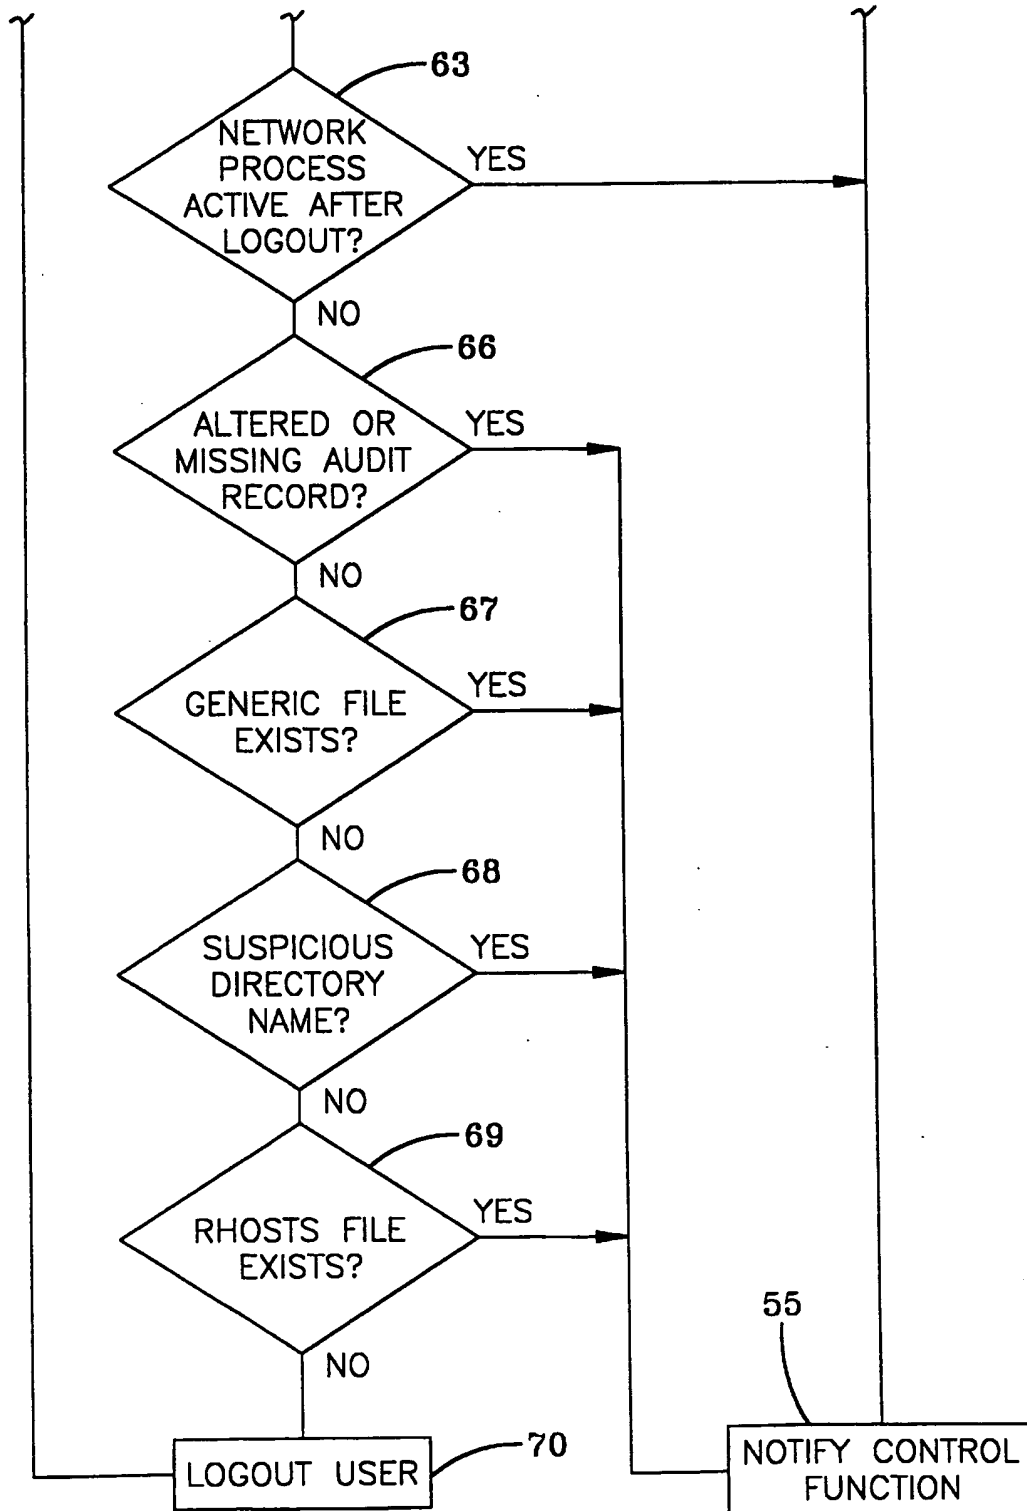 63
NETWORK
PROCESS
ACTIVE AFTER
LOGOUT?
YES
NO
66
ALTERED OR
MISSING AUDIT
RECORD?
YES
NO
67
GENERIC FILE
EXISTS?
YES
NO
68
SUSPICIOUS
DIRECTORY
NAME?
YES
NO
69
RHOSTS FILE
EXISTS?
YES
NO
55
70
LOGOUT USER
NOTIFY CONTROL
FUNCTION